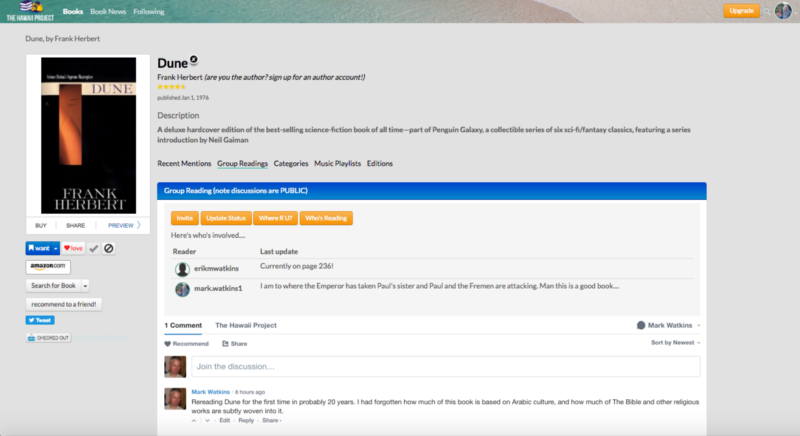 THE HAWAII PROJECT
Books Book News Following
Upgrade
Dune, by Frank Herbert
DUNE
FRANK
HERBERT
BUY SHARE PREVIEW
want love
amazon.com
Search for Book
recommend to a friend!
Tweet
CHECKED OUT
Dune
Frank Herbert (are you the author? sign up for an author account!)
published Jan 1, 1976
Description
A deluxe hardcover edition of the best-selling science-fiction book of all time—part of Penguin Galaxy, a collectible series of six sci-fi/fantasy classics, featuring a series
introduction by Neil Gaiman
Recent Mentions Group Readings Categories Music Playlists Editions
Group Reading (note discussions are PUBLIC)
Invite Update Status Where R U? Who's Reading
Here's who's involved....
Reader Last update
erikmwatkins Currently on page 236!
mark.watkins1 I am to where the Emperor has taken Paul's sister and Paul and the Fremen are attacking. Man this is a good book....
1 Comment The Hawaii Project Mark Watkins
Recommend Share Sort by Newest
Join the discussion...
Mark Watkins · 8 hours ago
Rereading Dune for the first time in probably 20 years. I had forgotten how much of this book is based on Arabic culture, and how much of The Bible and other religious
works are subtly woven into it.
Edit · Reply · Share ›